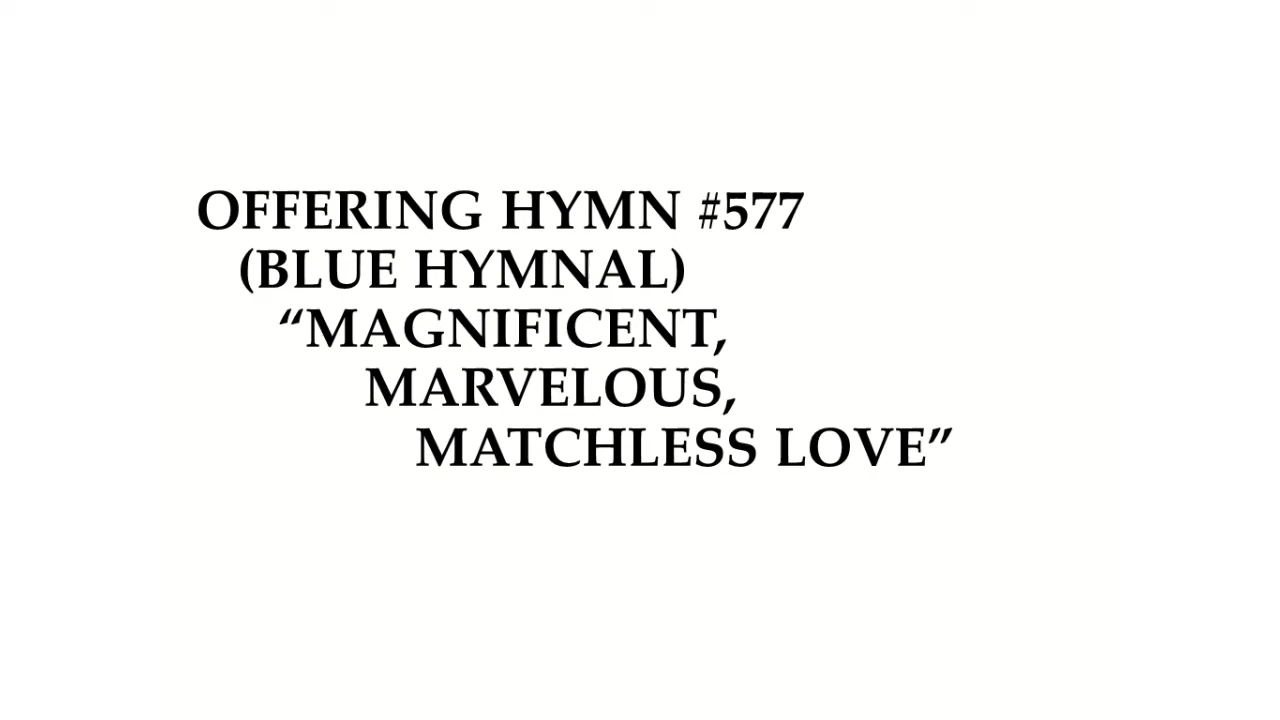 OFFERING HYMN #577
(BLUE HYMNAL)
“MAGNIFICENT,
MARVELOUS,
MATCHLESS LOVE”